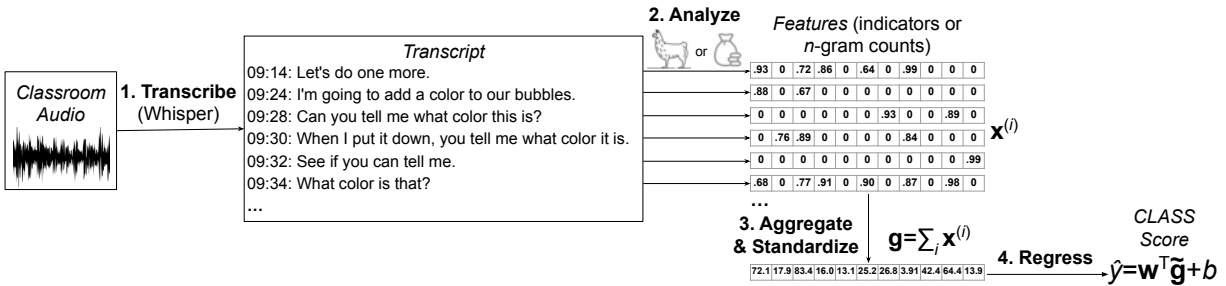 Classroom
Audio
1. Transcribe
(Whisper)
Transcript
09:14: Let's do one more.
09:24: I'm going to add a color to our bubbles.
09:28: Can you tell me what color this is?
09:30: When I put it down, you tell me what color it is.
09:32: See if you can tell me.
09:34: What color is that?
...
2. Analyze
or
Features (indicators or
n-gram counts)
.93 0 .72 .86 0 .64 0 .99 0 0 0
.88 0 .67 0 0 0 0 0 0 0 0
0 0 0 0 0 0 .93 0 0 .89 0
0 .76 .89 0 0 0 0 .84 0 0 0
0 0 0 0 0 0 0 0 0 0 .99
.68 0 .77 .91 0 .90 0 .87 0 .98 0
...
x(i)
3. Aggregate
& Standardize
g=∑i x(i)
72.1 17.9 83.4 16.0 13.1 25.2 26.8 3.91 42.4 64.4 13.9
4. Regress
CLASS
Score
ŷ=wᵀg̃+b